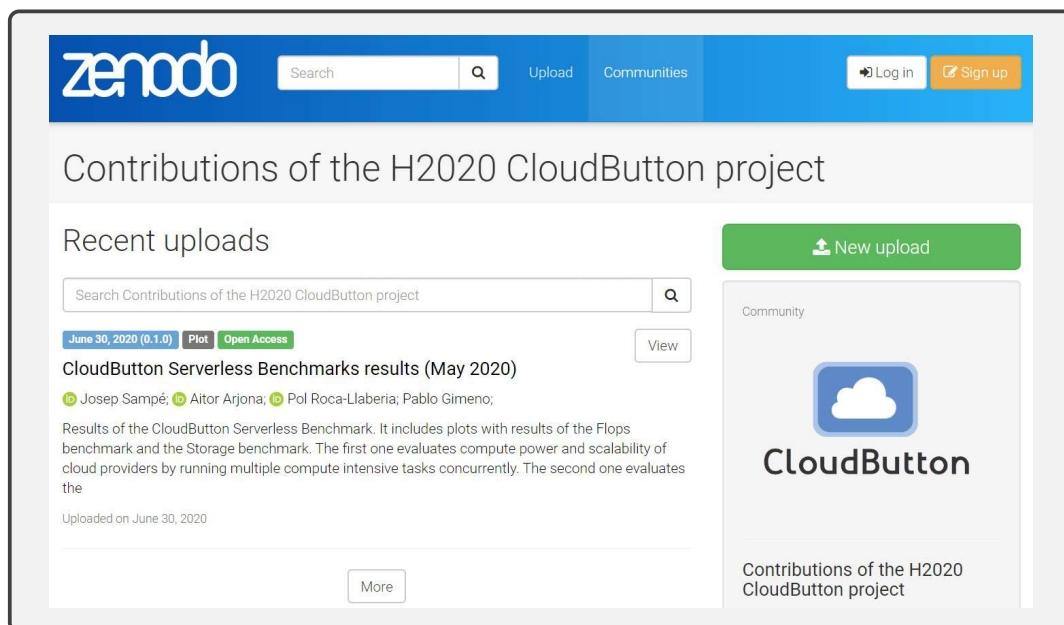 zenodo
Search
Upload
Communities
Log in
Sign up
Contributions of the H2020 CloudButton project
Recent uploads
Search Contributions of the H2020 CloudButton project
June 30, 2020 (0.1.0) Plot Open Access
View
CloudButton Serverless Benchmarks results (May 2020)
iD Josep Sampé; iD Aitor Arjona; iD Pol Roca-Llaberia; Pablo Gimeno;
Results of the CloudButton Serverless Benchmark. It includes plots with results of the Flops
benchmark and the Storage benchmark. The first one evaluates compute power and scalability of
cloud providers by running multiple compute intensive tasks concurrently. The second one evaluates
the
Uploaded on June 30, 2020
More
New upload
Community
CloudButton
Contributions of the H2020
CloudButton project